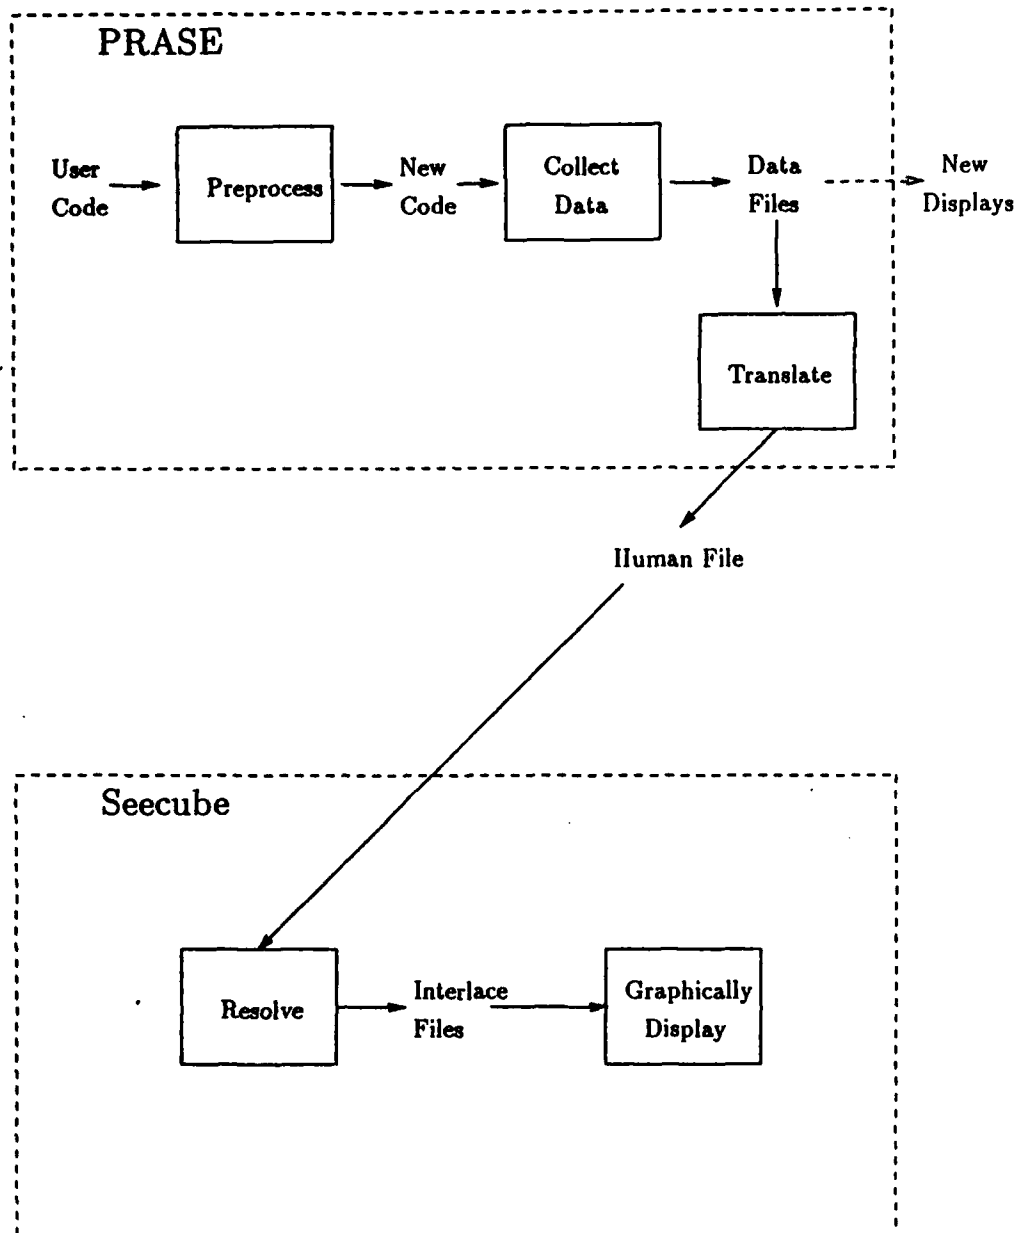 PRASE
User
Code
Preprocess
New
Code
Collect
Data
Data
Files
New
Displays
Translate
Human File
Seecube
Resolve
Interlace
Files
Graphically
Display